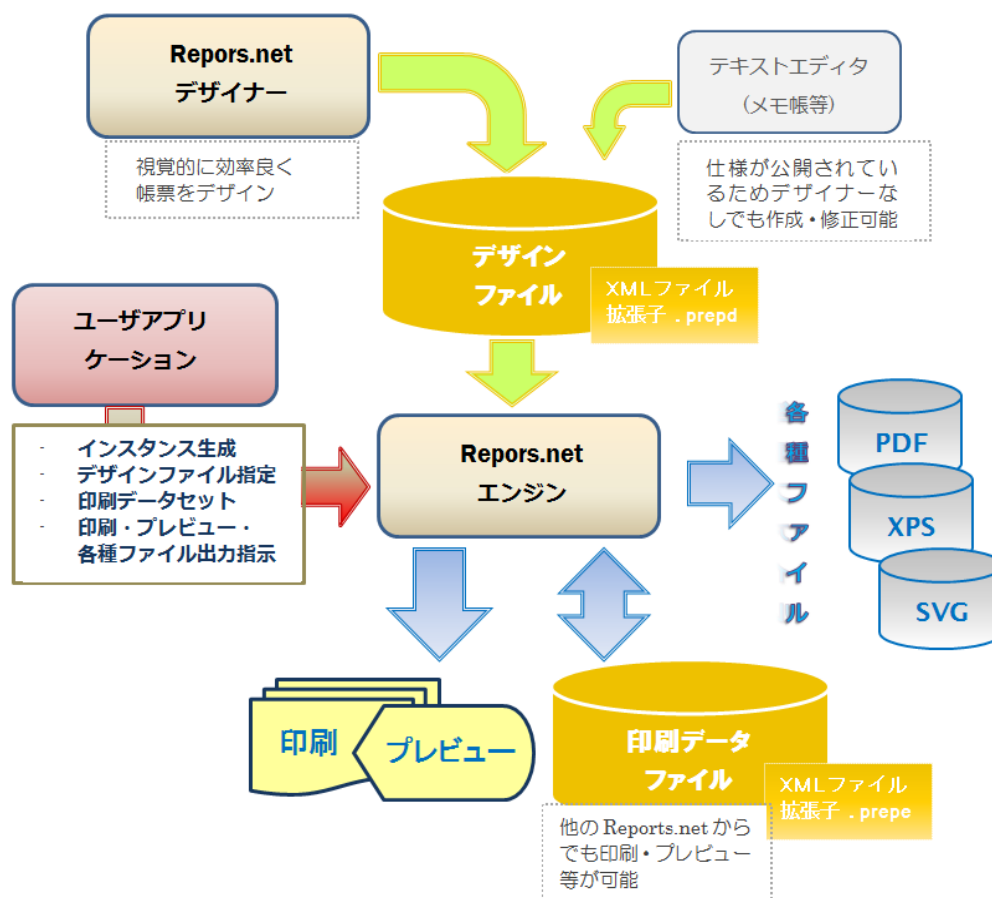 Repors.net
デザイナー
視覚的に効率良く
帳票をデザイン
テキストエディタ
(メモ帳等)
仕様が公開されてい
るためデザイナーな
しでも作成・修正可能
デザイン
ファイル
XMLファイル
拡張子 . prepd
ユーザアプリ
ケーション
- インスタンス生成
- デザインファイル指定
- 印刷データセット
- 印刷・プレビュー・
各種ファイル出力指示
Repors.net
エンジン
各種ファイル
PDF
XPS
SVG
印刷
プレビュー
印刷データ
ファイル
XMLファイル
拡張子 . prepe
他の Reports.netから
でも印刷・プレビュー
等が可能